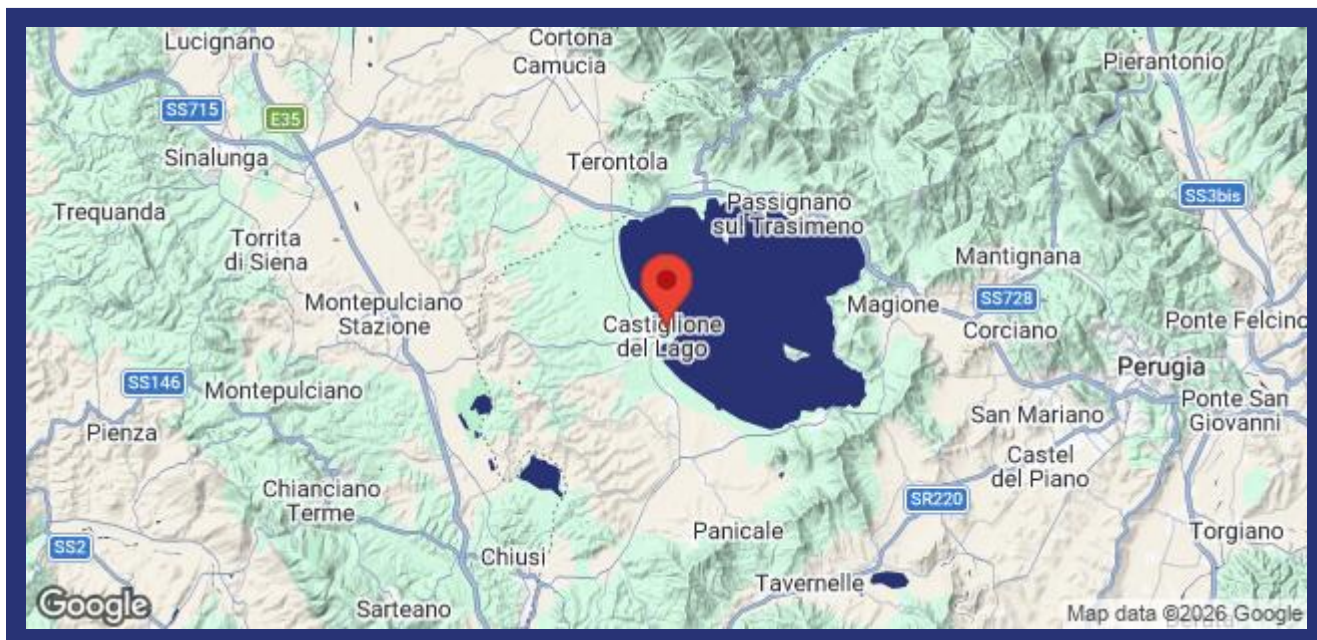 Lucignano
Cortona
Camucia
Pierantonio
SS715
E35
Sinalunga
Terontola
SS3bis
Trequanda
Passignano
sul Trasimeno
Torrita
di Siena
Mantignana
Montepulciano
Stazione
Magione
SS728
Corciano
Ponte Felcino
Castiglione
del Lago
Perugia
SS146
Montepulciano
Pienza
San Mariano
Ponte San
Giovanni
Castel
del Piano
Chianciano
Terme
SR220
Panicale
Torgiano
SS2
Chiusi
Tavernelle
Sarteano
Google
Map data ©2026 Google